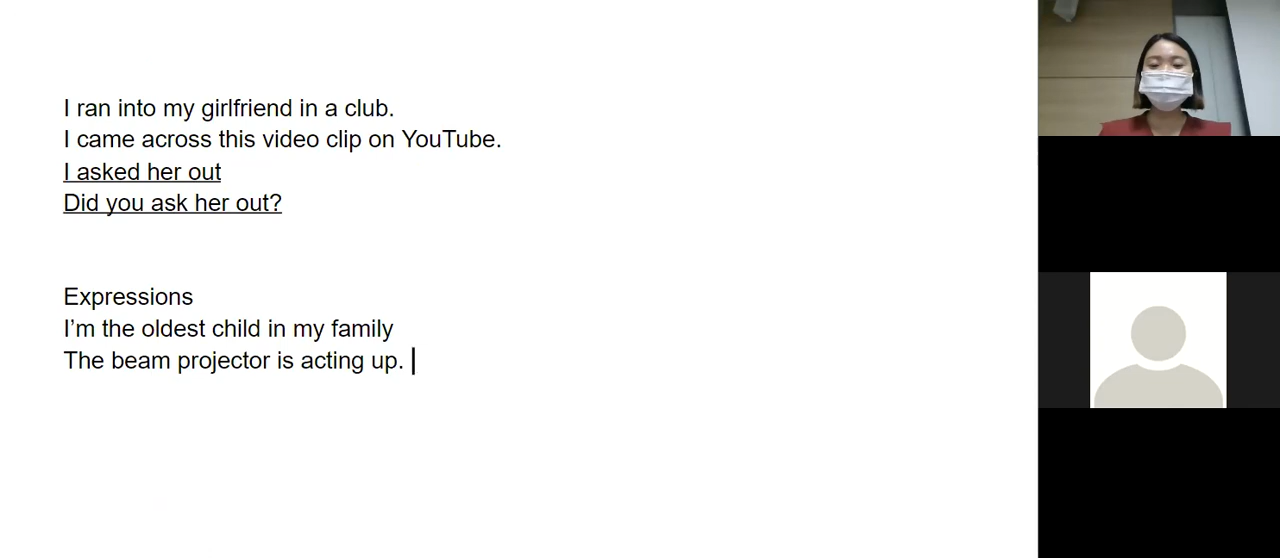 I ran into my girlfriend in a club.
I came across this video clip on YouTube.
I asked her out
Did you ask her out?
Expressions
I’m the oldest child in my family
The beam projector is acting up.